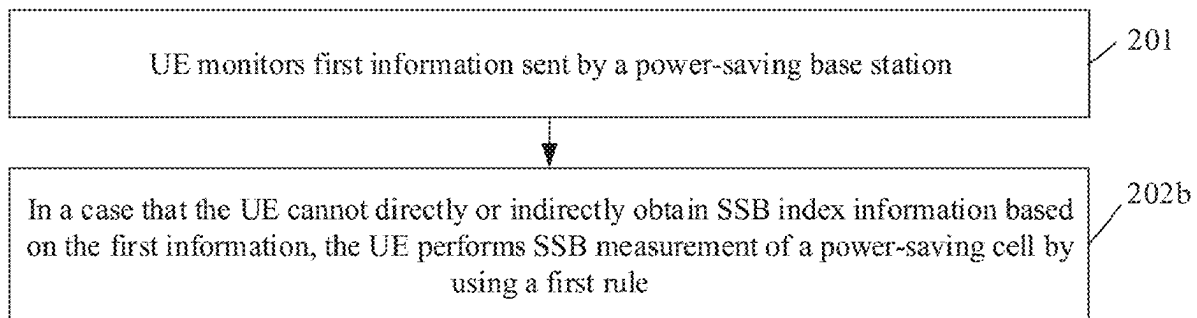 201
UE monitors first information sent by a power-saving base station
202b
In a case that the UE cannot directly or indirectly obtain SSB index information based
on the first information, the UE performs SSB measurement of a power-saving cell by
using a first rule